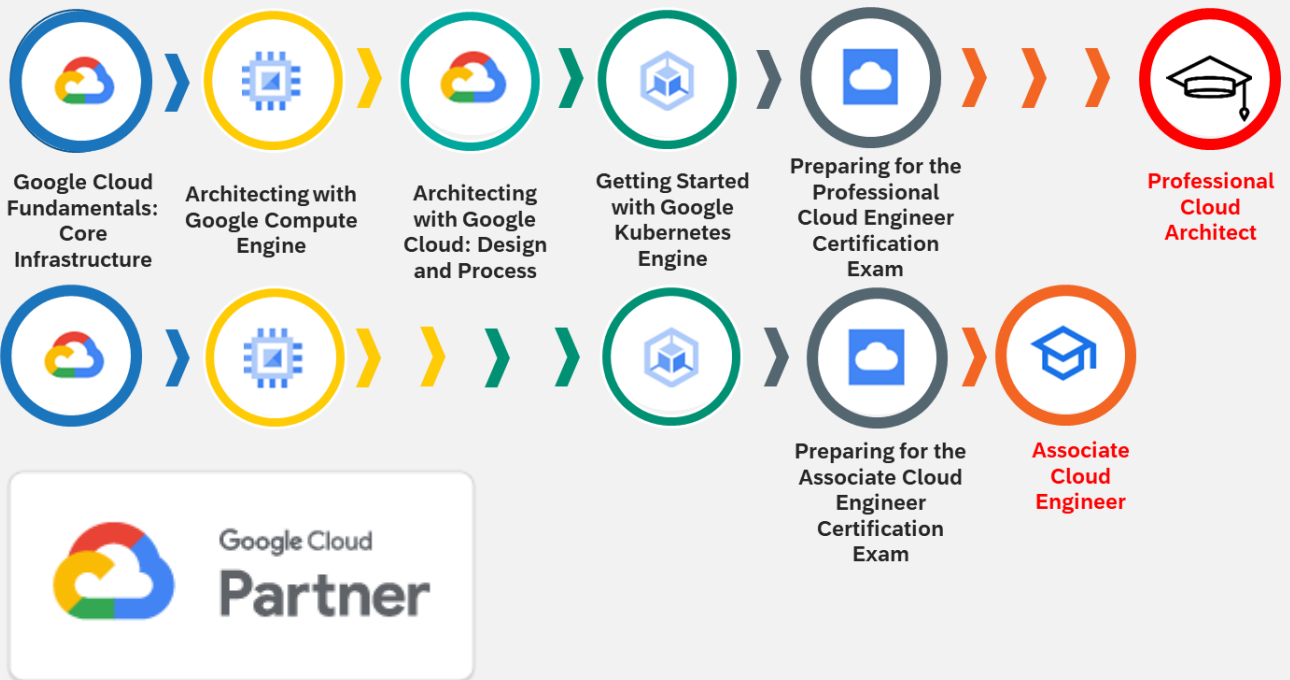 Google Cloud
Fundamentals:
Core
Infrastructure
Architecting with
Google Compute
Engine
Architecting
with Google
Cloud: Design
and Process
Getting Started
with Google
Kubernetes
Engine
Preparing for the
Professional
Cloud Engineer
Certification
Exam
Professional
Cloud
Architect
Preparing for the
Associate Cloud
Engineer
Certification
Exam
Associate
Cloud
Engineer
Google Cloud
Partner